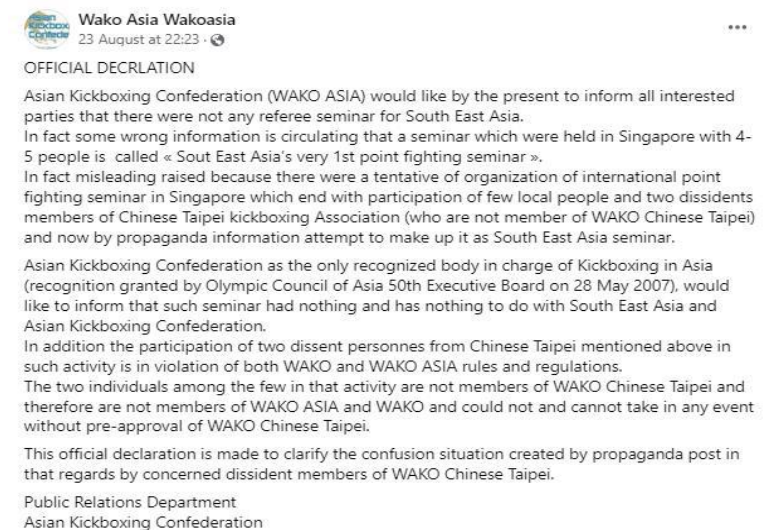 Asian
Kickbox
Confede
Wako Asia Wakoasia
23 August at 22:23 ·
OFFICIAL DECRLATION
Asian Kickboxing Confederation (WAKO ASIA) would like by the present to inform all interested
parties that there were not any referee seminar for South East Asia.
In fact some wrong information is circulating that a seminar which were held in Singapore with 4-
5 people is called « Sout East Asia's very 1st point fighting seminar ».
In fact misleading raised because there were a tentative of organization of international point
fighting seminar in Singapore which end with participation of few local people and two dissidents
members of Chinese Taipei kickboxing Association (who are not member of WAKO Chinese Taipei)
and now by propaganda information attempt to make up it as South East Asia seminar.
Asian Kickboxing Confederation as the only recognized body in charge of Kickboxing in Asia
(recognition granted by Olympic Council of Asia 50th Executive Board on 28 May 2007), would
like to inform that such seminar had nothing and has nothing to do with South East Asia and
Asian Kickboxing Confederation.
In addition the participation of two dissent personnes from Chinese Taipei mentioned above in
such activity is in violation of both WAKO and WAKO ASIA rules and regulations.
The two individuals among the few in that activity are not members of WAKO Chinese Taipei and
therefore are not members of WAKO ASIA and WAKO and could not and cannot take in any event
without pre-approval of WAKO Chinese Taipei.
This official declaration is made to clarify the confusion situation created by propaganda post in
that regards by concerned dissident members of WAKO Chinese Taipei.
Public Relations Department
Asian Kickboxing Confederation